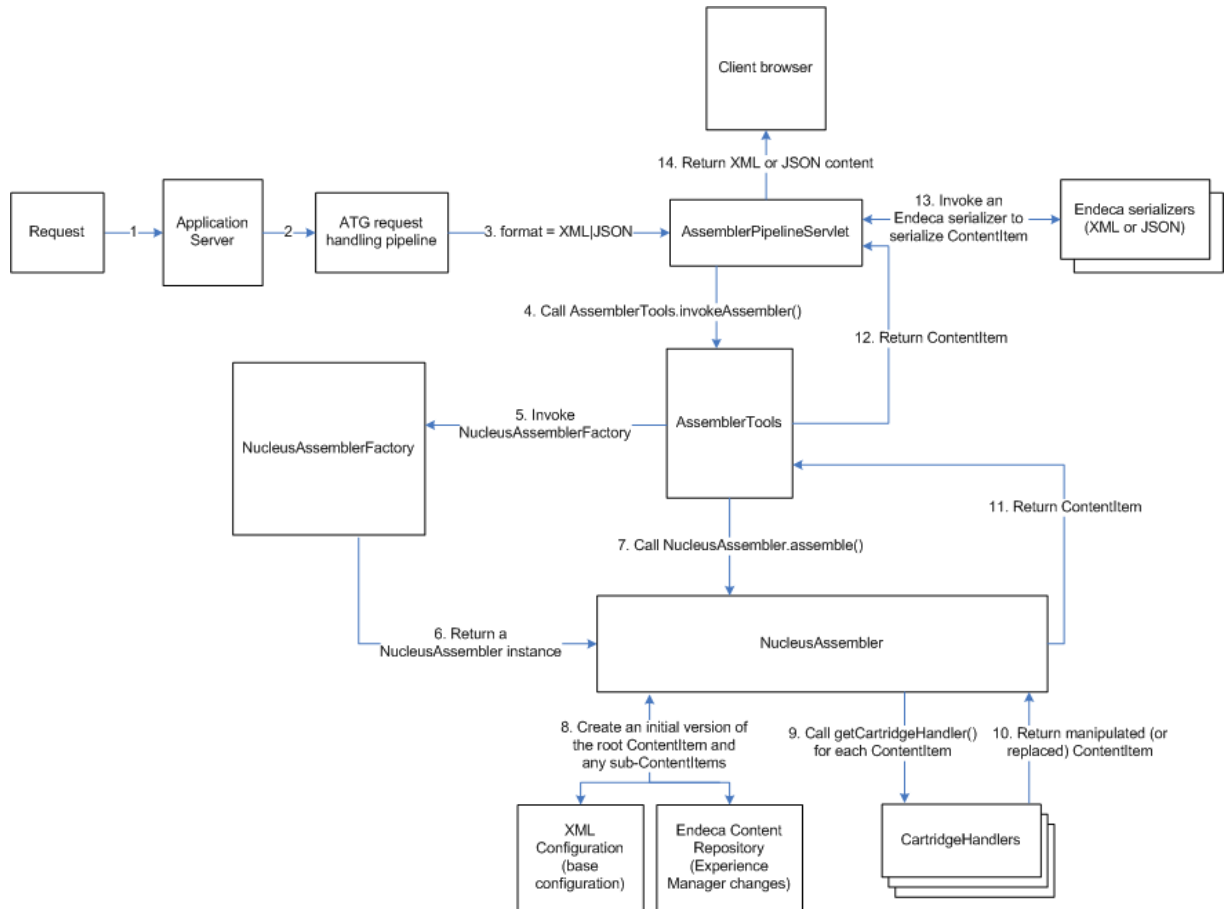 Client browser
14. Return XML or JSON content
Request
1
Application
Server
2
ATG request
handling pipeline
3. format = XML|JSON
AssemblerPipelineServlet
13. Invoke an
Endeca serializer to
serialize ContentItem
Endeca serializers
(XML or JSON)
4. Call AssemblerTools.invokeAssembler()
12. Return ContentItem
NucleusAssemblerFactory
5. Invoke
NucleusAssemblerFactory
AssemblerTools
11. Return ContentItem
7. Call NucleusAssembler.assemble()
6. Return a
NucleusAssembler instance
NucleusAssembler
8. Create an initial version of
the root ContentItem and
any sub-ContentItems
9. Call getCartridgeHandler()
for each ContentItem
10. Return manipulated (or
replaced) ContentItem
XML
Configuration
(base
configuration)
Endeca Content
Repository
(Experience
Manager changes)
CartridgeHandlers